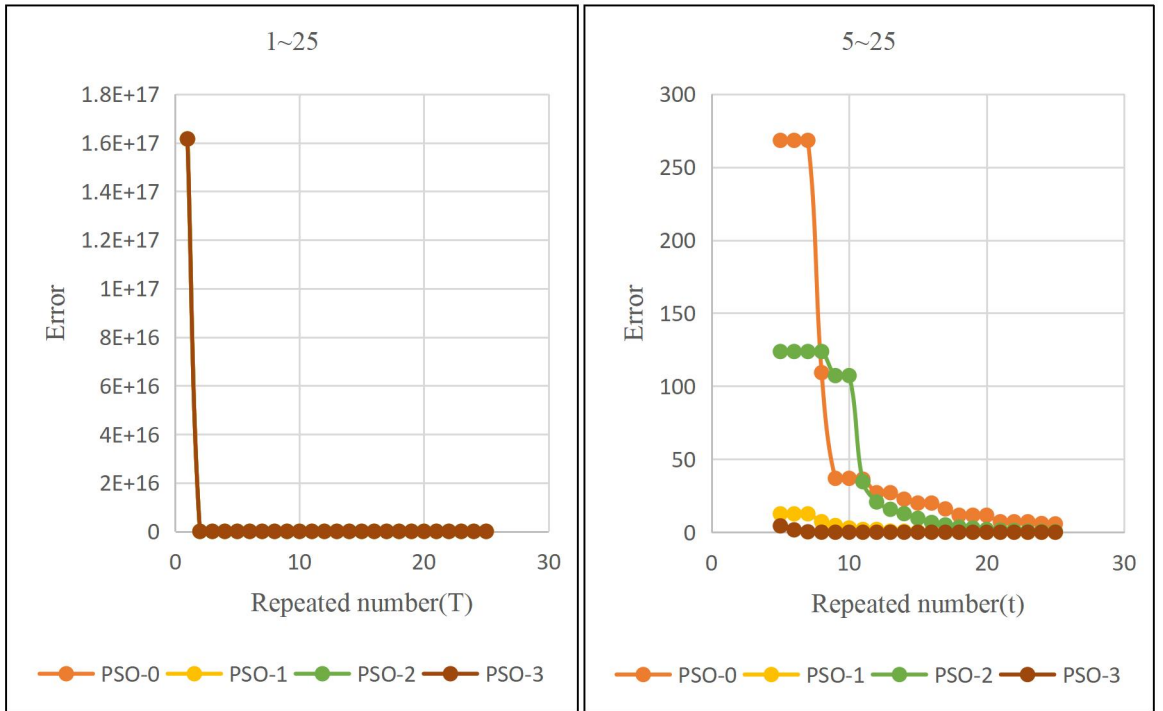 1~25
1.8E+17
1.6E+17
1.4E+17
1.2E+17
1E+17
8E+16
6E+16
4E+16
2E+16
0
0 10 20 30
Error
Repeated number(T)
PSO-0 PSO-1 PSO-2 PSO-3
5~25
300
250
200
150
100
50
0
0 10 20 30
Error
Repeated number(t)
PSO-0 PSO-1 PSO-2 PSO-3